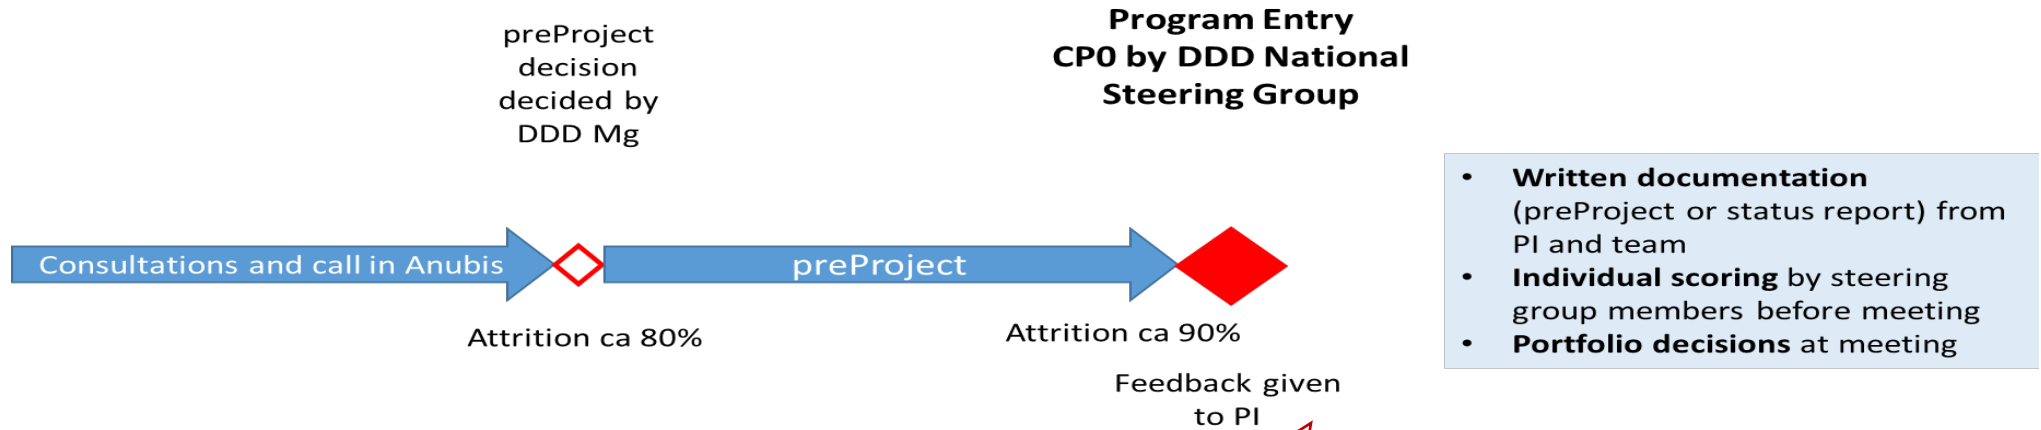 preProject
decision
decided by
DDD Mg
Program Entry
CP0 by DDD National
Steering Group
Consultations and call in Anubis
preProject
Attrition ca 80%
Attrition ca 90%
Feedback given
to PI
• Written documentation
(preProject or status report) from
PI and team
• Individual scoring by steering
group members before meeting
• Portfolio decisions at meeting